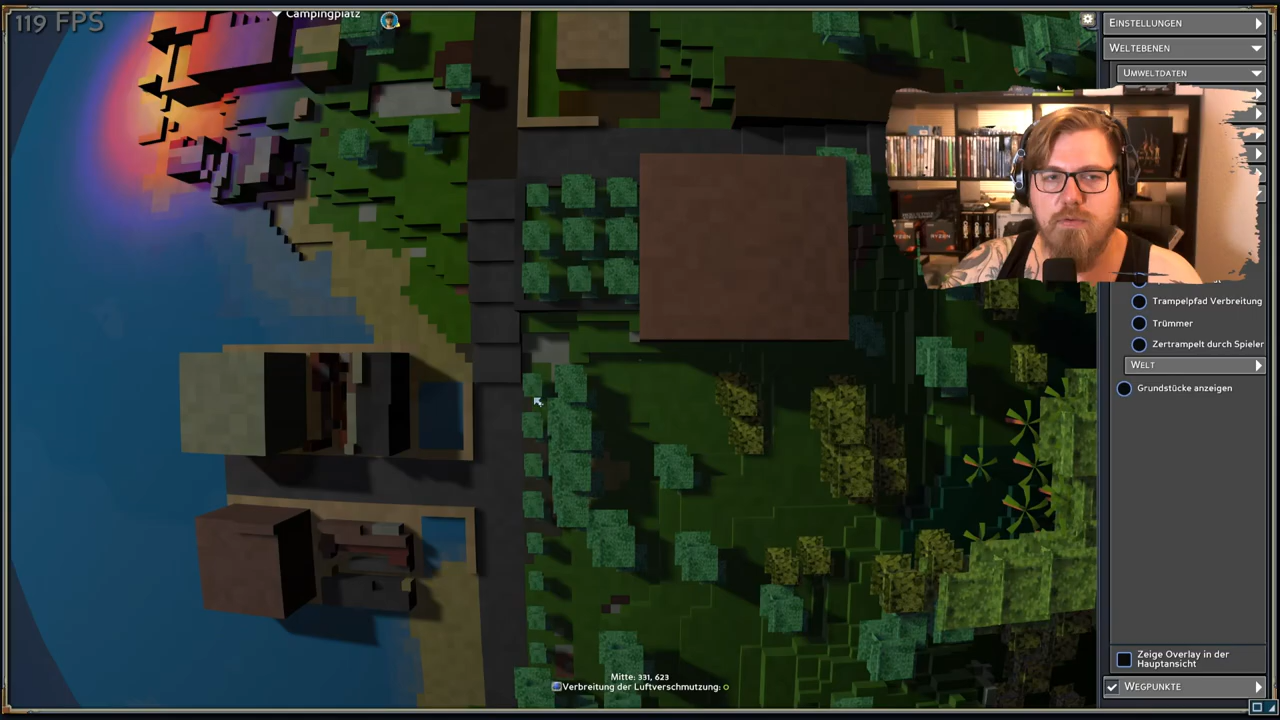 119 FPS
Campingplatz
EINSTELLUNGEN
WELTEBENEN
UMWELTDATEN
RYZEN
Trampelpfad Verbreitung
Trümmer
Zertrampelt durch Spieler
WELT
Grundstücke anzeigen
Mitte: 331, 623
Verbreitung der Luftverschmutzung: 0
Zeige Overlay in der
Hauptansicht
WEGPUNKTE